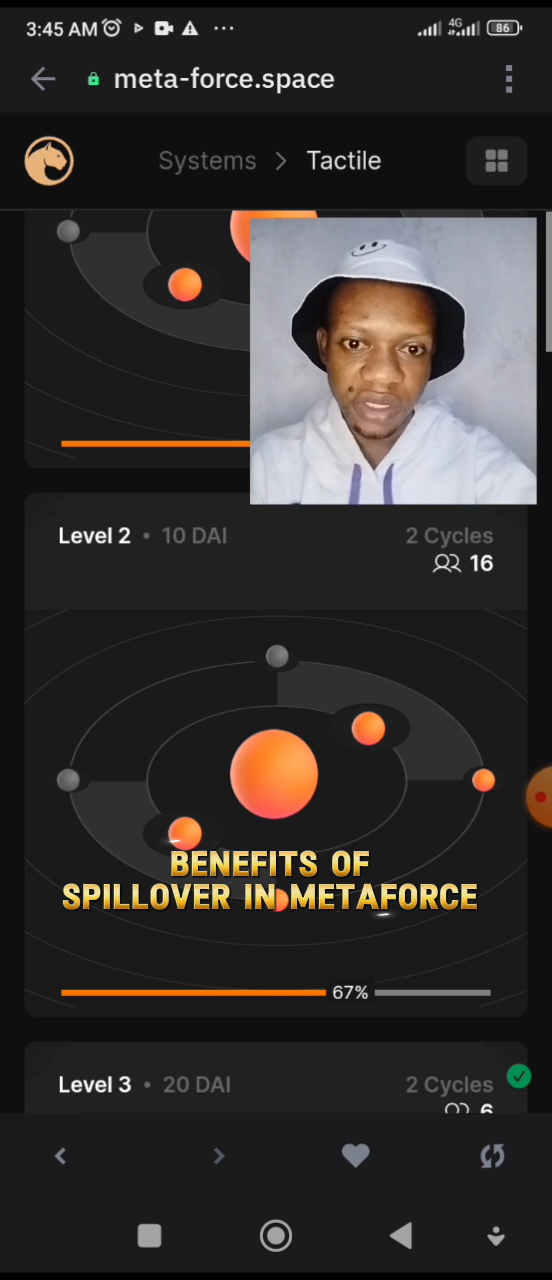 3:45 AM
4G
86
meta-force.space
Systems > Tactile
Level 2 • 10 DAI
2 Cycles
16
BENEFITS OF
SPILLOVER IN METAFORCE
67%
Level 3 • 20 DAI
2 Cycles
6